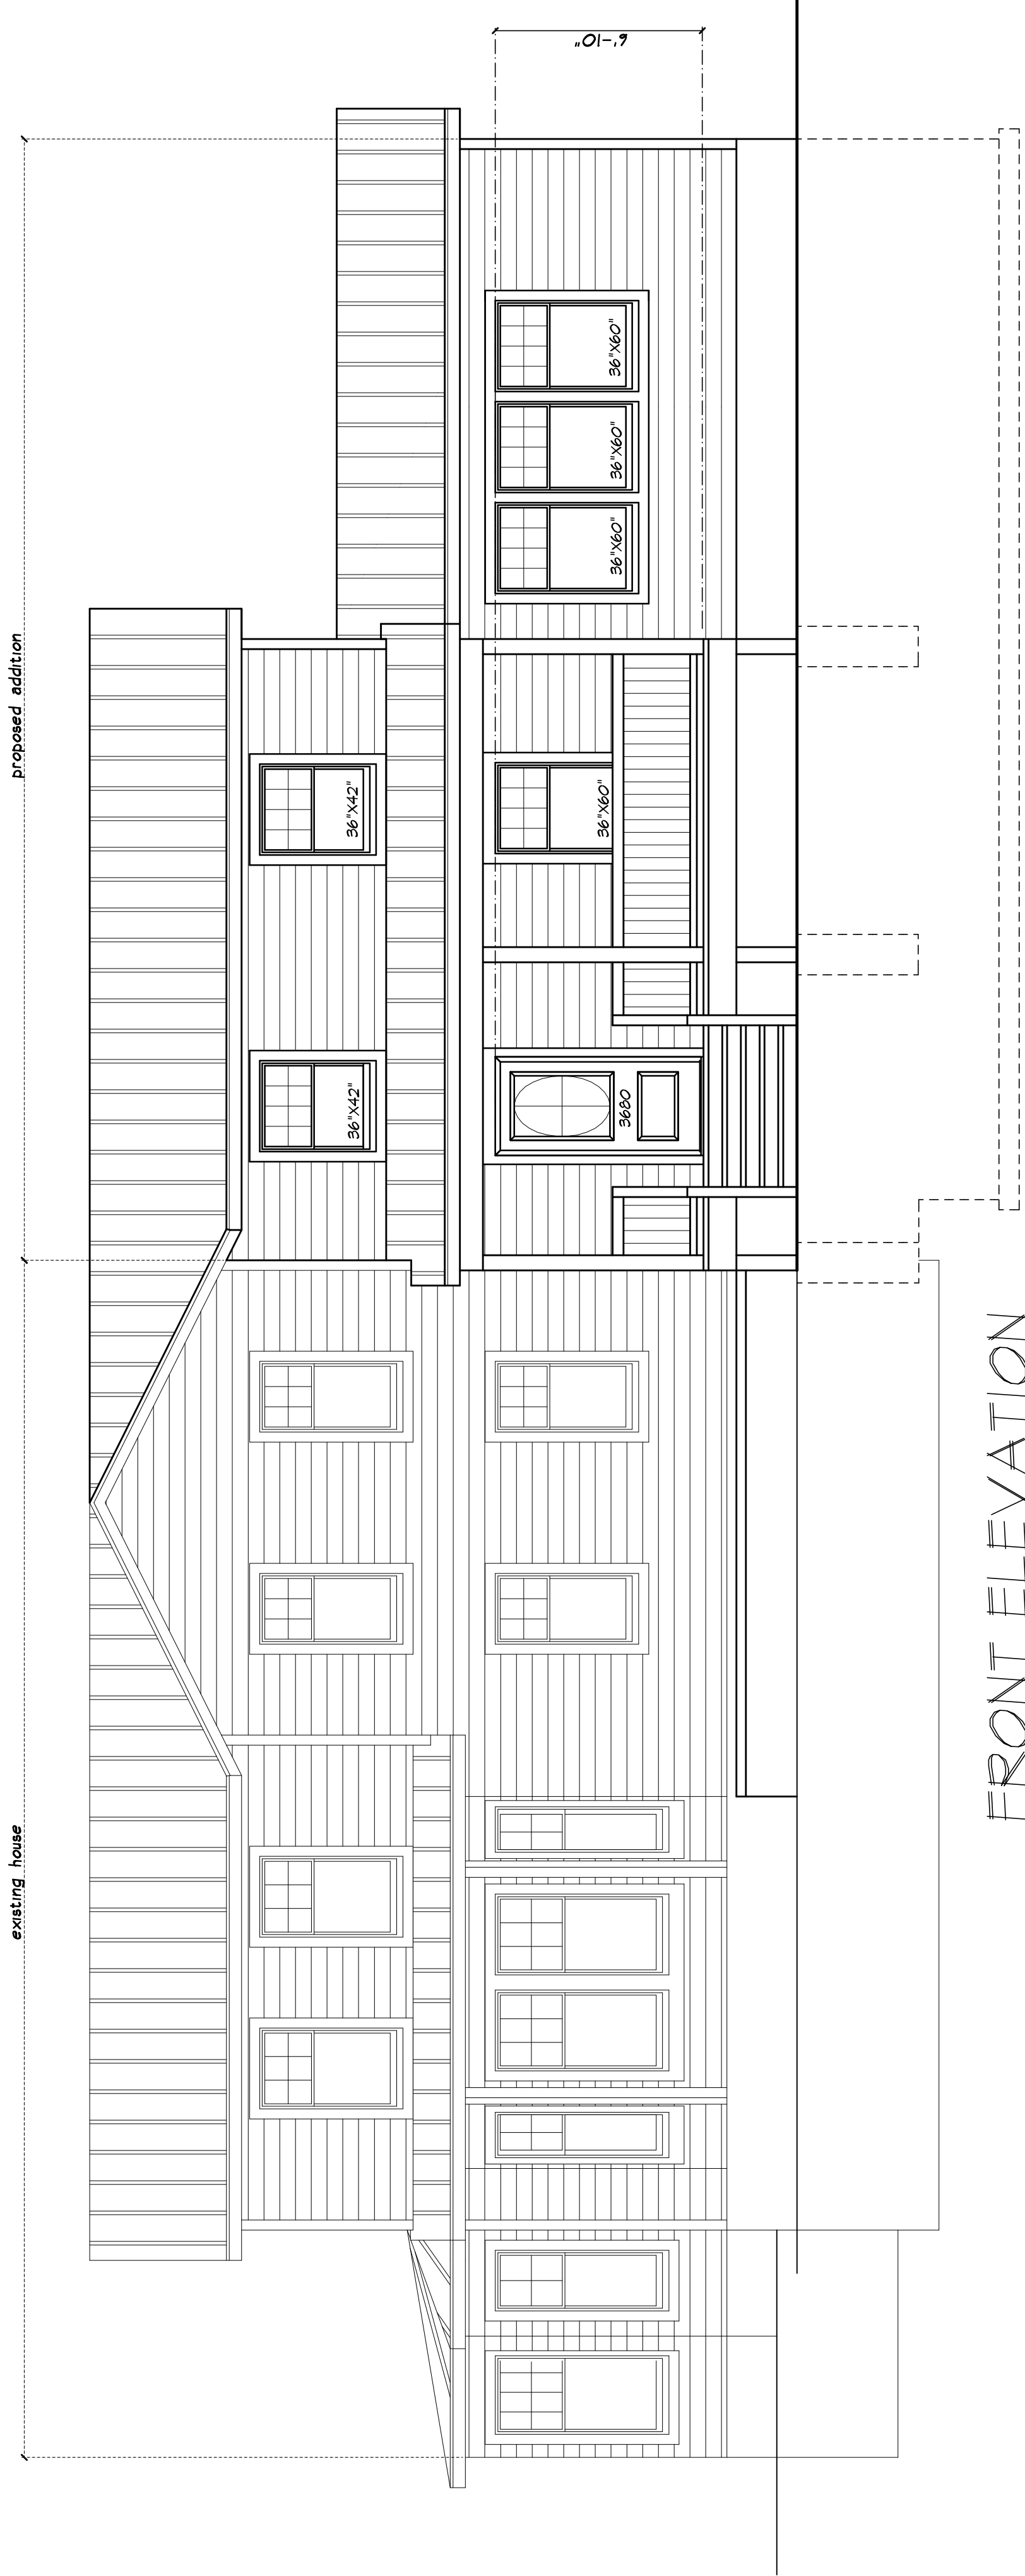 existing house
proposed addition
36"X42"
36"X42"
3680
36"X60"
36"X60"
36"X60"
36"X60"
6'-10"
FRONT ELEVATION